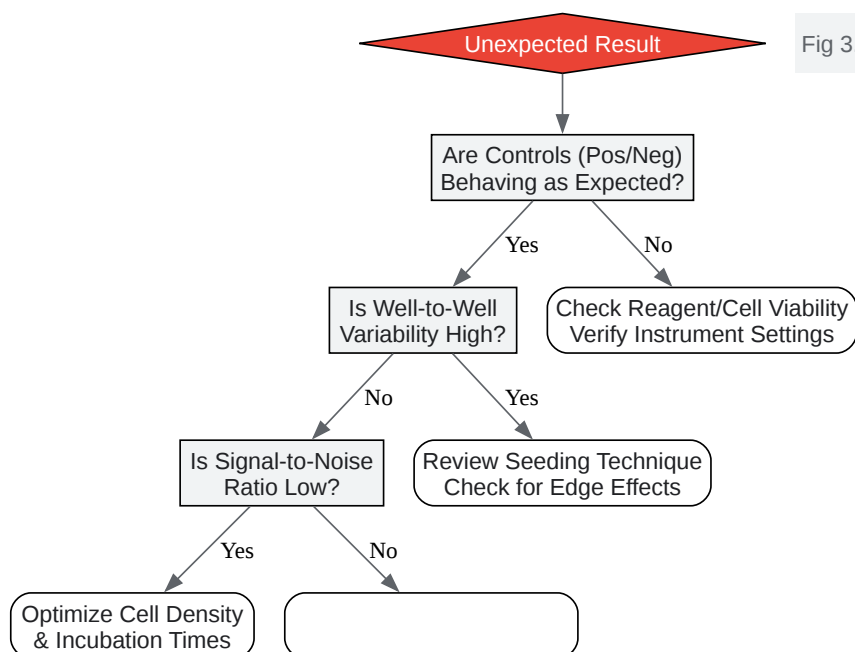 Unexpected Result
Fig 3.
Are Controls (Pos/Neg)
Behaving as Expected?
Yes
No
Is Well-to-Well
Variability High?
Check Reagent/Cell Viability
Verify Instrument Settings
No
Yes
Is Signal-to-Noise
Ratio Low?
Review Seeding Technique
Check for Edge Effects
Yes
No
Optimize Cell Density
& Incubation Times